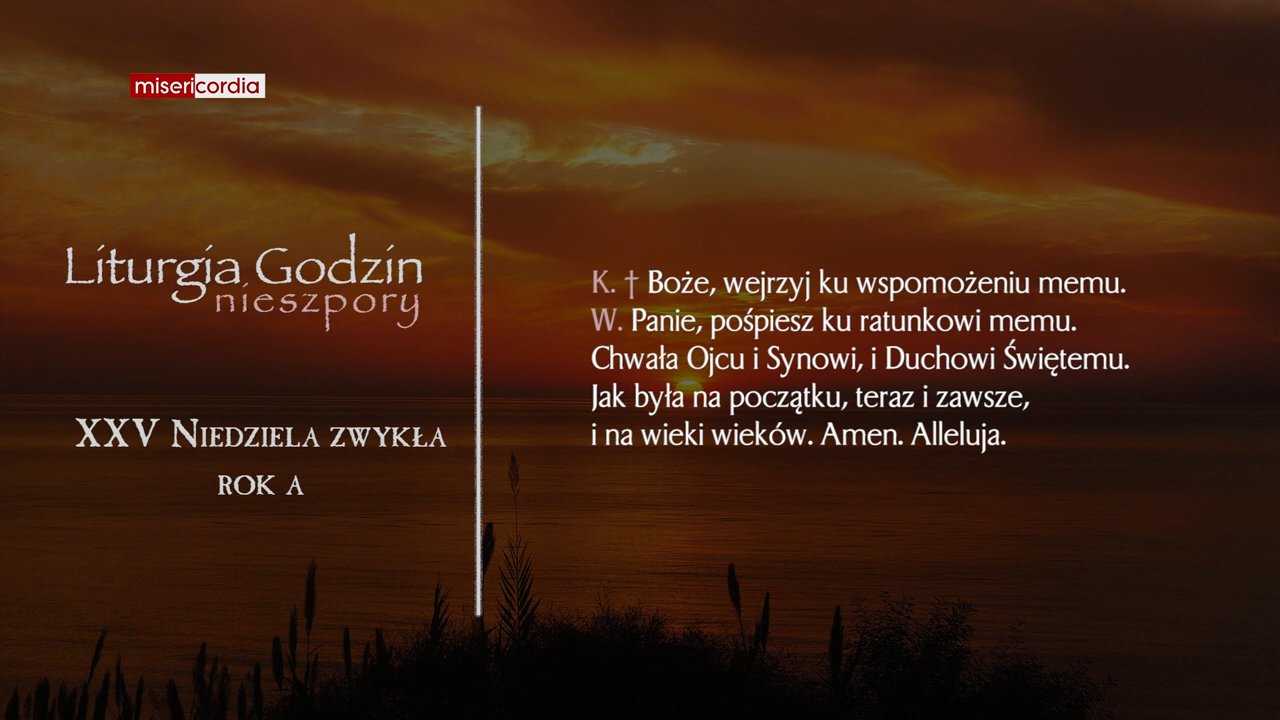 misericordia
Liturgia Godzin
nieszpory
XXV Niedziela zwykła
rok A
K. † Boże, wejrzyj ku wspomożeniu memu.
W. Panie, pośpiesz ku ratunkowi memu.
Chwała Ojcu i Synowi, i Duchowi Świętemu.
Jak była na początku, teraz i zawsze,
i na wieki wieków. Amen. Alleluja.